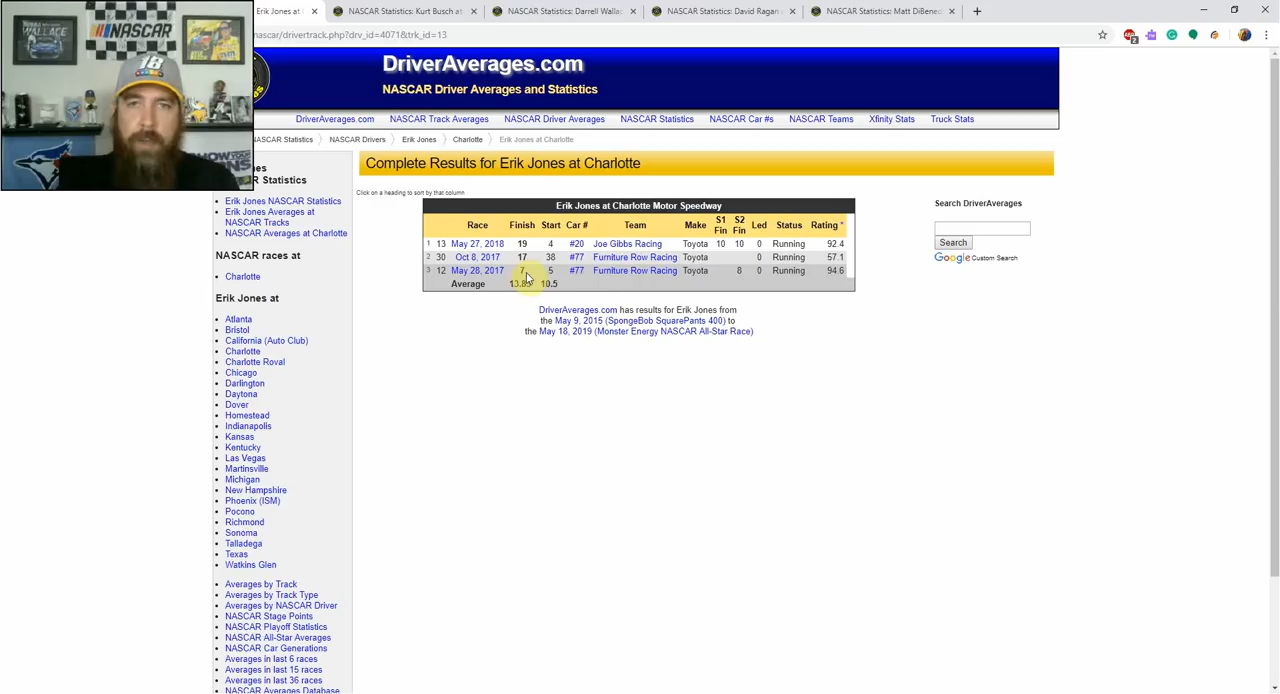 Erik Jones at
NASCAR Statistics: Kurt Busch at
NASCAR Statistics: Darrell Wallac
NASCAR Statistics: David Ragan
NASCAR Statistics: Matt DiBened
nascar/drivertrack.php?drv_id=4071&trk_id=13
WALLACE
NASCAR
18
DriverAverages.com
NASCAR Driver Averages and Statistics
DriverAverages.com NASCAR Track Averages NASCAR Driver Averages NASCAR Statistics NASCAR Car #s NASCAR Teams Xfinity Stats Truck Stats
NASCAR Statistics NASCAR Drivers Erik Jones Charlotte Erik Jones at Charlotte
Complete Results for Erik Jones at Charlotte
Click on a heading to sort by that column
nes
R Statistics
Erik Jones NASCAR Statistics
Erik Jones Averages at
NASCAR Tracks
NASCAR Averages at Charlotte
NASCAR races at
Charlotte
Erik Jones at
Atlanta
Bristol
California (Auto Club)
Charlotte
Charlotte Roval
Chicago
Darlington
Daytona
Dover
Homestead
Indianapolis
Kansas
Kentucky
Las Vegas
Martinsville
Michigan
New Hampshire
Phoenix (ISM)
Pocono
Richmond
Sonoma
Talladega
Texas
Watkins Glen
Averages by Track
Averages by Track Type
Averages by NASCAR Driver
NASCAR Stage Points
NASCAR Playoff Statistics
NASCAR All-Star Averages
NASCAR Car Generations
Averages in last 6 races
Averages in last 15 races
Averages in last 36 races
NASCAR Averages Database
Erik Jones at Charlotte Motor Speedway
Race Finish Start Car # Team Make S1 Fin S2 Fin Led Status Rating
1 13 May 27, 2018 19 4 #20 Joe Gibbs Racing Toyota 10 10 0 Running 92.4
2 30 Oct 8, 2017 17 38 #77 Furniture Row Racing Toyota 0 Running 57.1
3 12 May 28, 2017 7 5 #77 Furniture Row Racing Toyota 8 0 Running 94.6
Average 10.5
DriverAverages.com has results for Erik Jones from
the May 9, 2015 (SpongeBob SquarePants 400) to
the May 18, 2019 (Monster Energy NASCAR All-Star Race)
Search DriverAverages
Search
Google Custom Search